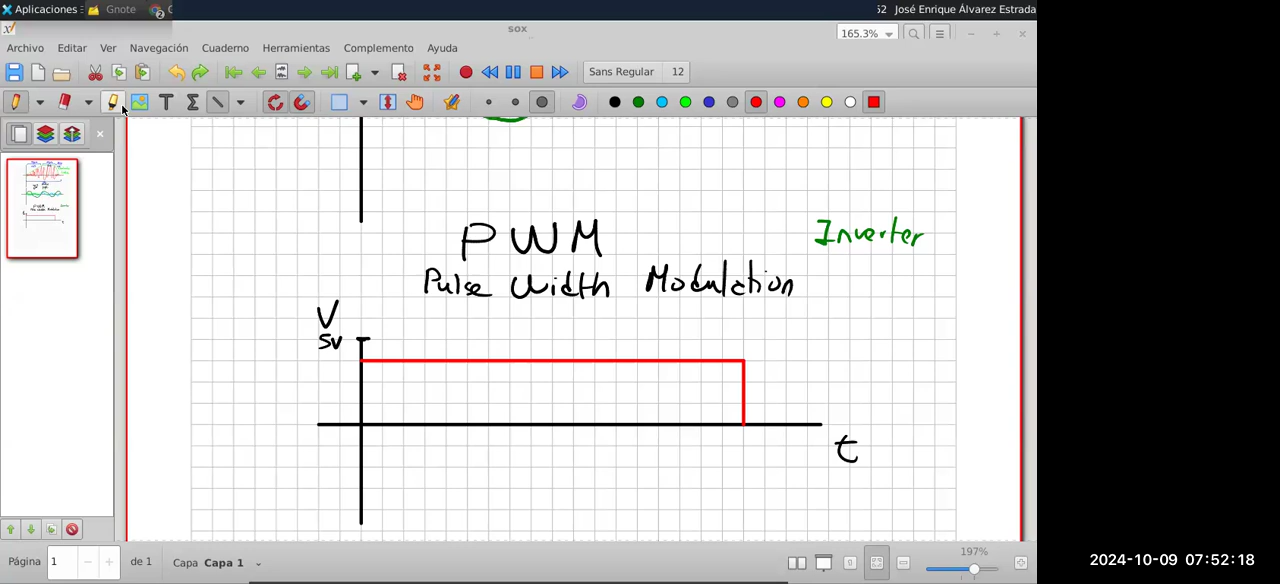 Aplicaciones
Gnote
52 José Enrique Álvarez Estrada
sox
165.3%
Archivo Editar Ver Navegación Cuaderno Herramientas Complemento Ayuda
Sans Regular 12
PWM
Inverter
Pulse Width Modulation
V
5V
t
Página 1 de 1 Capa Capa 1
197%
2024-10-09 07:52:18